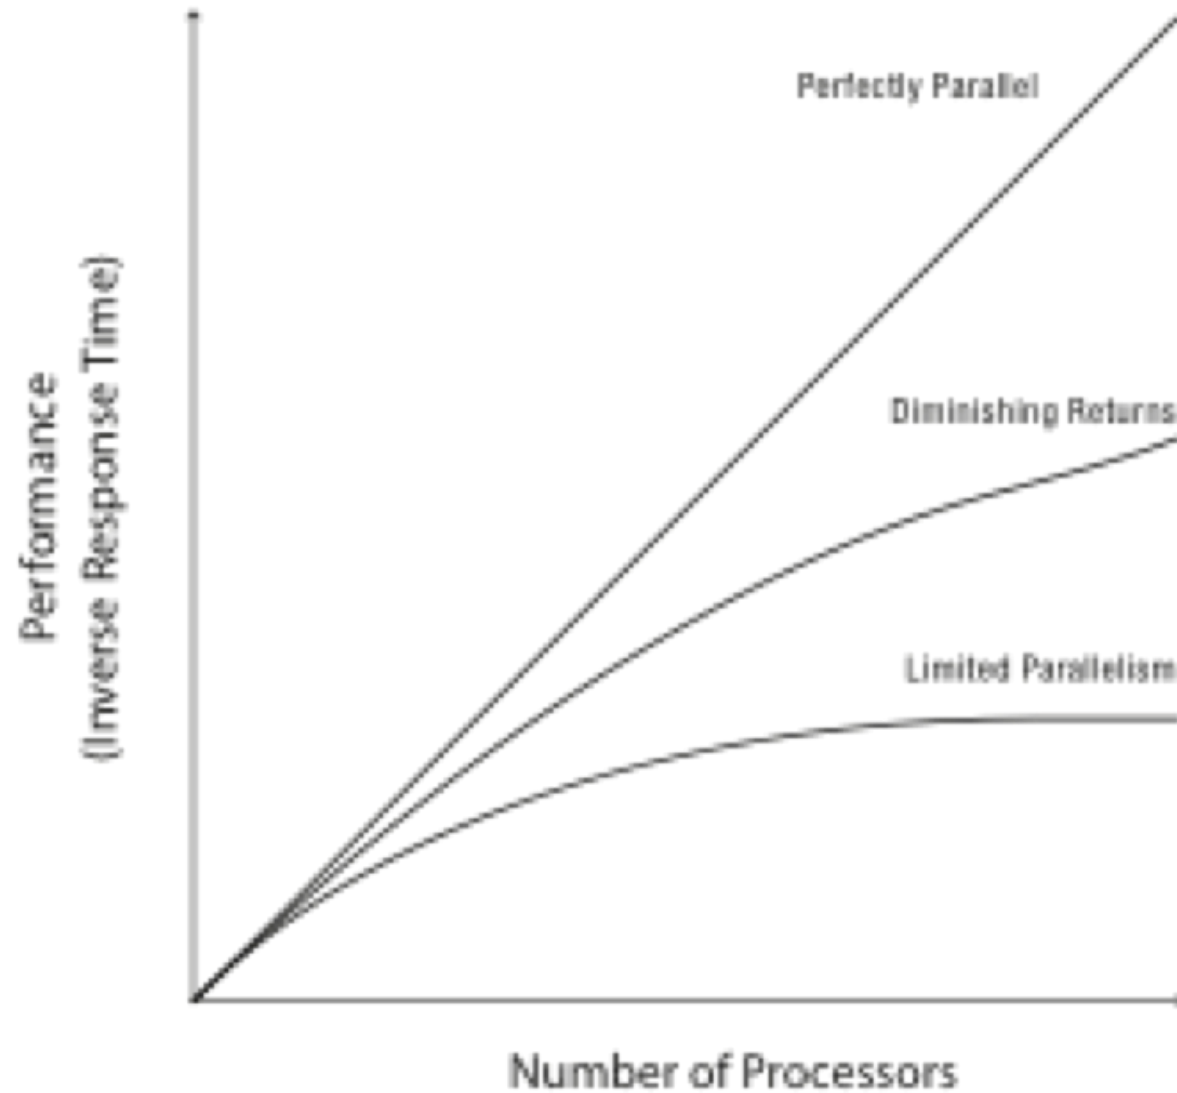 Perfectly Parallel
Diminishing Returns
Limited Parallelism
Performance
(Inverse Response Time)
Number of Processors